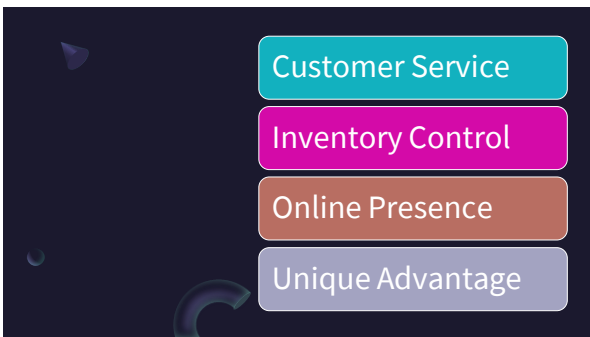 Customer Service
Inventory Control
Online Presence
Unique Advantage